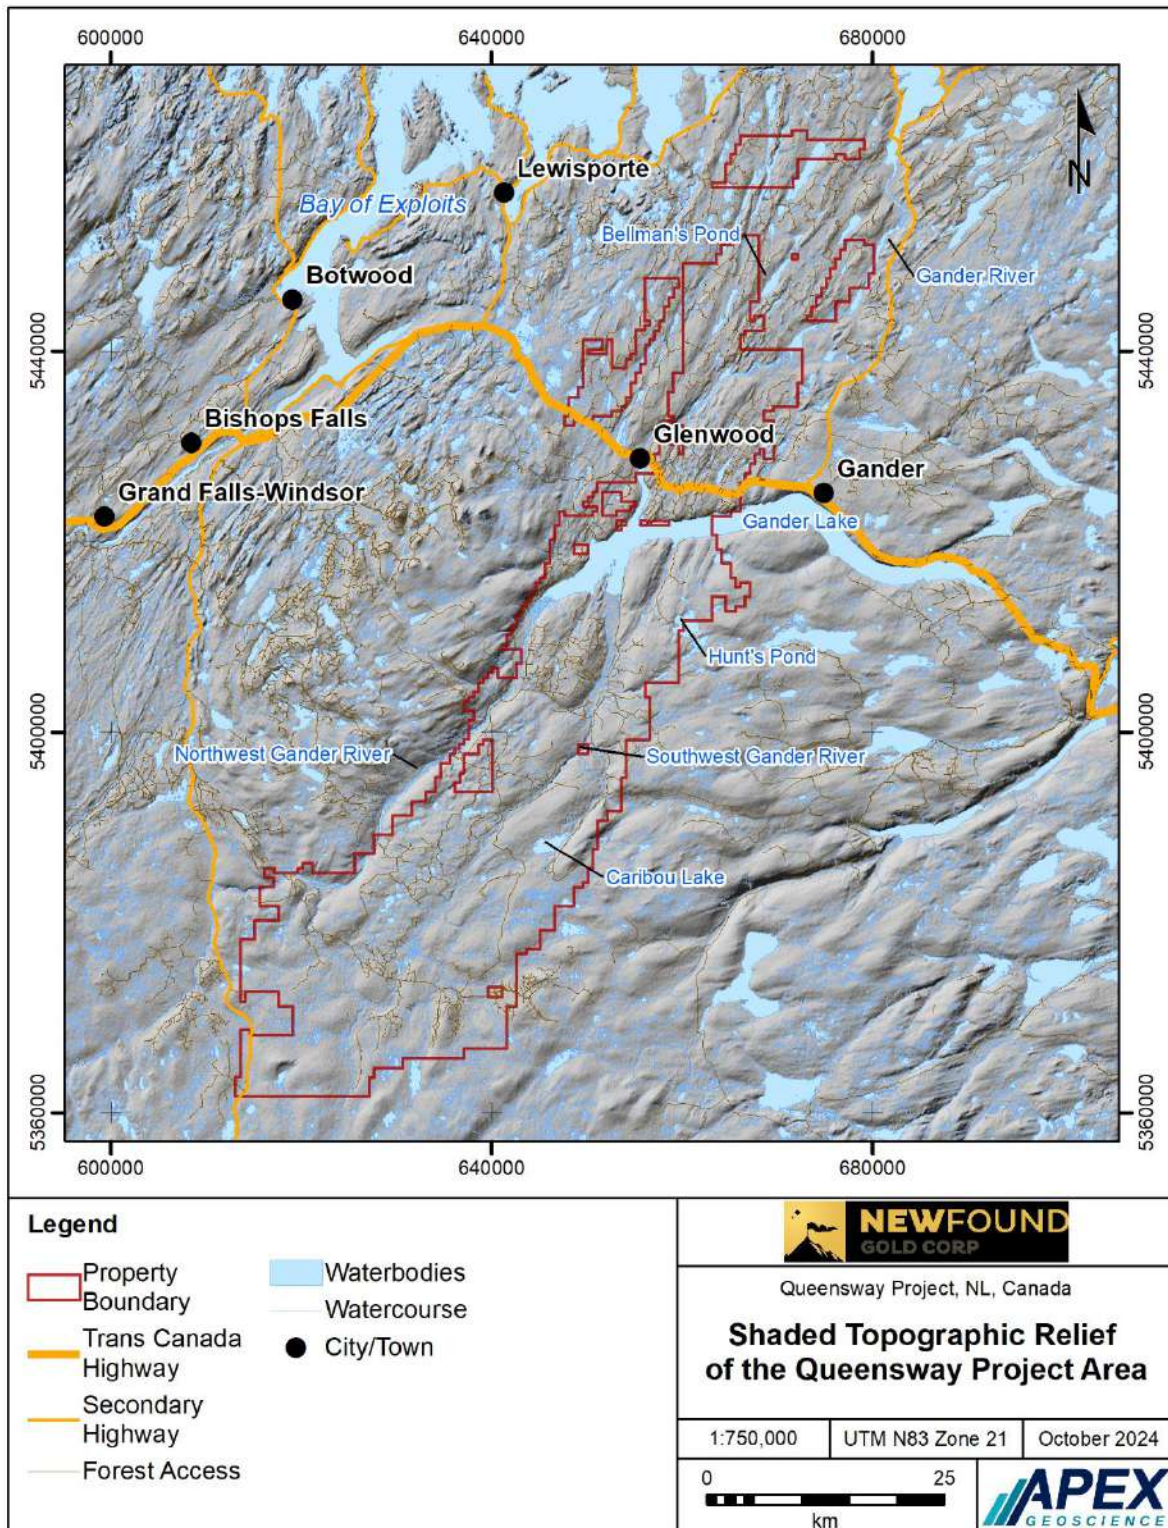 600000
640000
680000
N
Lewisporte
Bay of Exploits
Bellman's Pond
Gander River
Botwood
5440000
5440000
Bishops Falls
Glenwood
Gander
Grand Falls-Windsor
Gander Lake
Hunt's Pond
5400000
5400000
Northwest Gander River
Southwest Gander River
Caribou Lake
5360000
5360000
600000
640000
680000
Legend
Property
Boundary
Trans Canada
Highway
Secondary
Highway
Forest Access
Waterbodies
Watercourse
City/Town
NEWFOUND
GOLD CORP
Queensway Project, NL, Canada
Shaded Topographic Relief
of the Queensway Project Area
1:750,000
UTM N83 Zone 21
October 2024
0
25
km
APEX
GEOSCIENCE